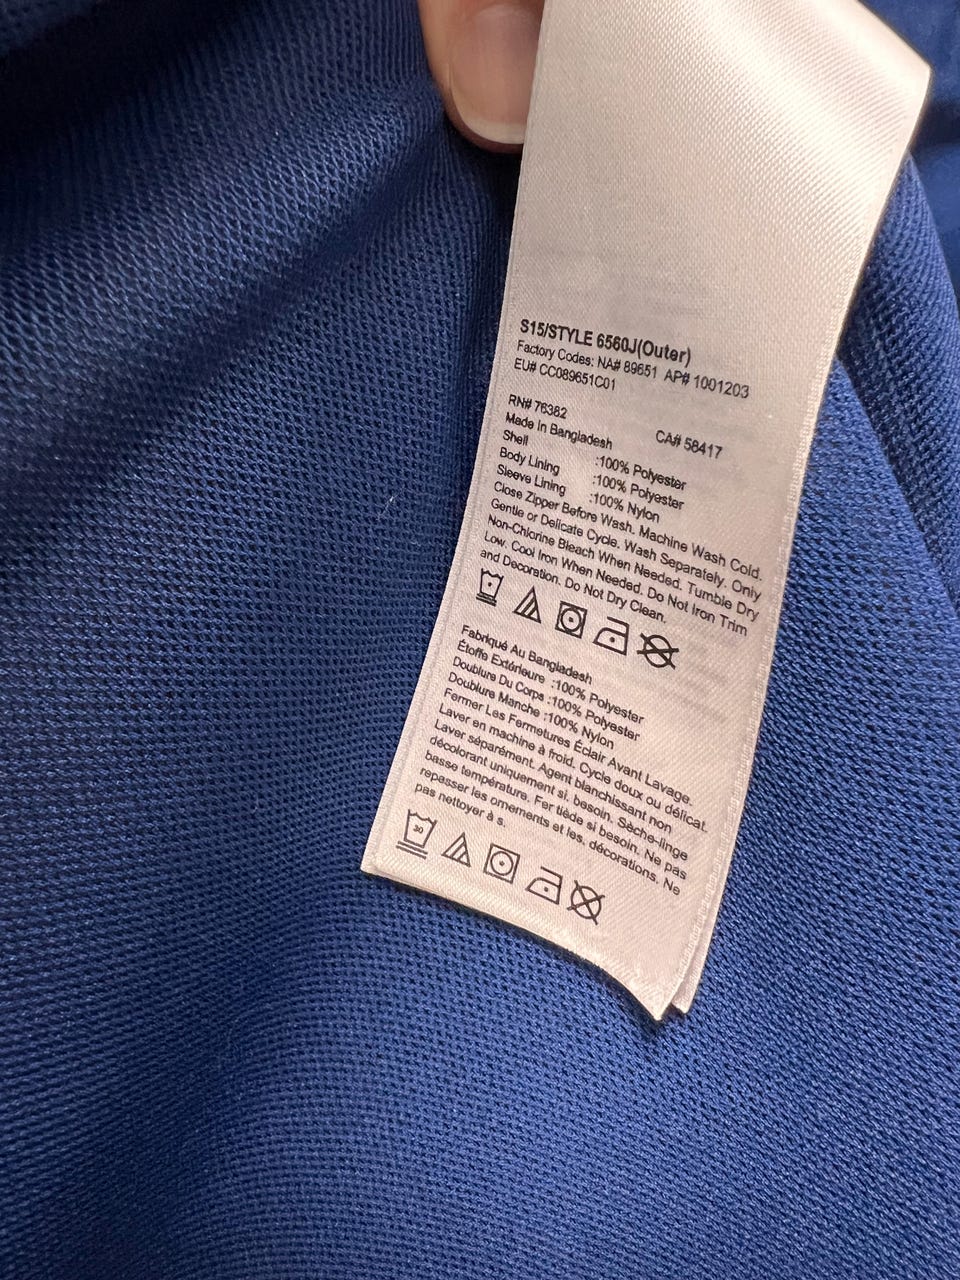 S15/STYLE 6560J(Outer)
Factory Codes: NA# 89651 AP# 1001203
EU# CC089651C01
RN# 76382 CA# 58417
Made In Bangladesh
Shell :100% Polyester
Body Lining :100% Polyester
Sleeve Lining :100% Nylon
Close Zipper Before Wash. Machine Wash Cold.
Gentle or Delicate Cycle. Wash Separately. Only
Non-Chlorine Bleach When Needed. Tumble Dry
Low. Cool Iron When Needed. Do Not Iron Trim
and Decoration. Do Not Dry Clean.
Fabriqué Au Bangladesh
Étoffe Extérieure :100% Polyester
Doublure Du Corps :100% Polyester
Doublure Manche :100% Nylon
Fermer Les Fermetures Éclair Avant Lavage.
Laver en machine à froid. Cycle doux ou délicat.
Laver séparément. Agent blanchissant non
décolorant uniquement si. besoin. Sèche-linge
basse température. Fer tiède si besoin. Ne pas
repasser les ornements et les. décorations. Ne
pas nettoyer à s.
30